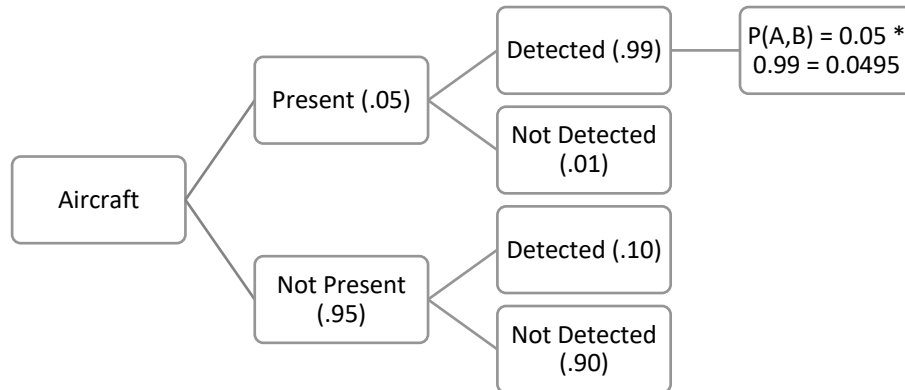 Aircraft
Present (.05)
Detected (.99)
P(A,B) = 0.05 *
0.99 = 0.0495
Not Detected
(.01)
Not Present
(.95)
Detected (.10)
Not Detected
(.90)